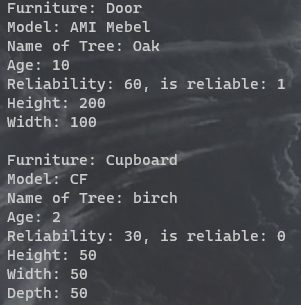 Furniture: Door
Model: AMI Mebel
Name of Tree: Oak
Age: 10
Reliability: 60, is reliable: 1
Height: 200
Width: 100

Furniture: Cupboard
Model: CF
Name of Tree: birch
Age: 2
Reliability: 30, is reliable: 0
Height: 50
Width: 50
Depth: 50